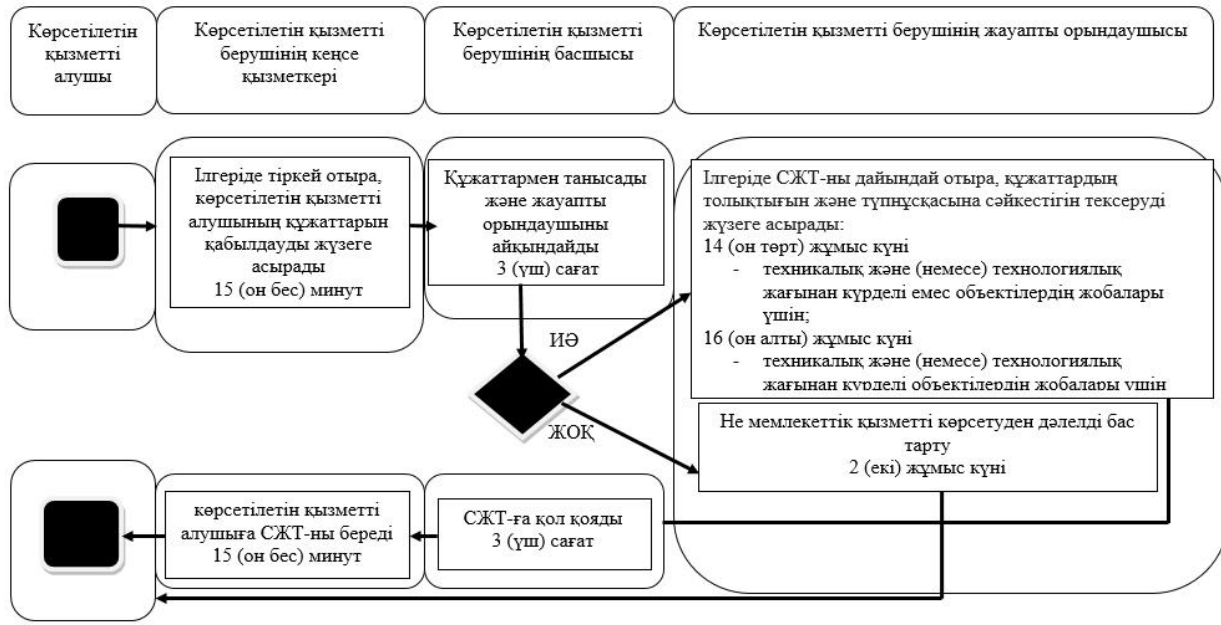 Көрсетілетін
қызметті
алушы
Көрсетілетін қызметті
берушінің кеңсе
қызметкері
Көрсетілетін қызметті
берушінің басшысы
Көрсетілетін қызметті берушінің жауапты орындаушысы
Ілгеріде тіркей отыра,
көрсетілетін қызметті
алушының құжаттарын
қабылдауды жүзеге
асырады
15 (он бес) минут
Құжаттармен танысады
және жауапты
орындаушыны
айқындайды
3 (үш) сағат
Ілгеріде СЖТ-ны дайындай отыра, құжаттардың
толықтығын және түпнұсқасына сәйкестігін тексеруді
жүзеге асырады:
14 (он төрт) жұмыс күні
- техникалық және (немесе) технологиялық
жағынан күрделі емес объектілердің жобалары
үшін;
16 (он алты) жұмыс күні
- техникалық және (немесе) технологиялық
жағынан күрделі объектілердің жобалары үшін
ИӘ
ЖОҚ
Не мемлекеттік қызметті көрсетуден дәлелді бас
тарту
2 (екі) жұмыс күні
көрсетілетін қызметті
алушыға СЖТ-ны береді
15 (он бес) минут
СЖТ-ға қол қояды
3 (үш) сағат